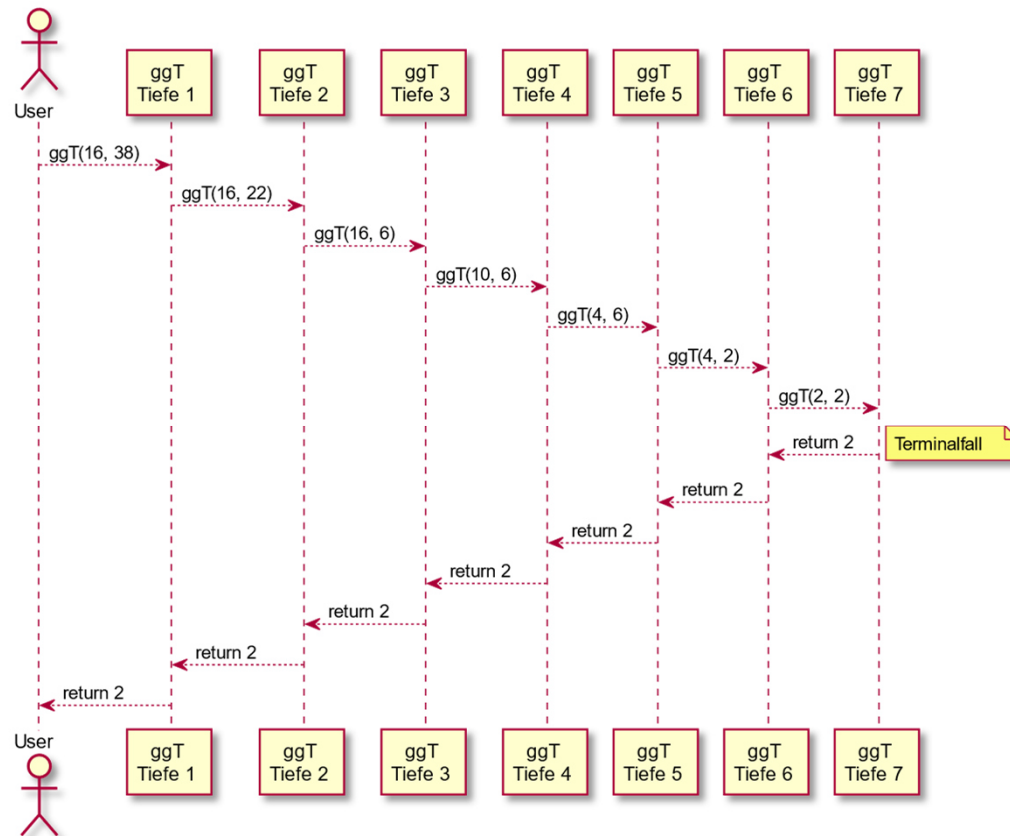 User
ggT
Tiefe 1
ggT
Tiefe 2
ggT
Tiefe 3
ggT
Tiefe 4
ggT
Tiefe 5
ggT
Tiefe 6
ggT
Tiefe 7
ggT(16, 38)
ggT(16, 22)
ggT(16, 6)
ggT(10, 6)
ggT(4, 6)
ggT(4, 2)
ggT(2, 2)
return 2
Terminalfall
return 2
return 2
return 2
return 2
return 2
return 2
User
ggT
Tiefe 1
ggT
Tiefe 2
ggT
Tiefe 3
ggT
Tiefe 4
ggT
Tiefe 5
ggT
Tiefe 6
ggT
Tiefe 7